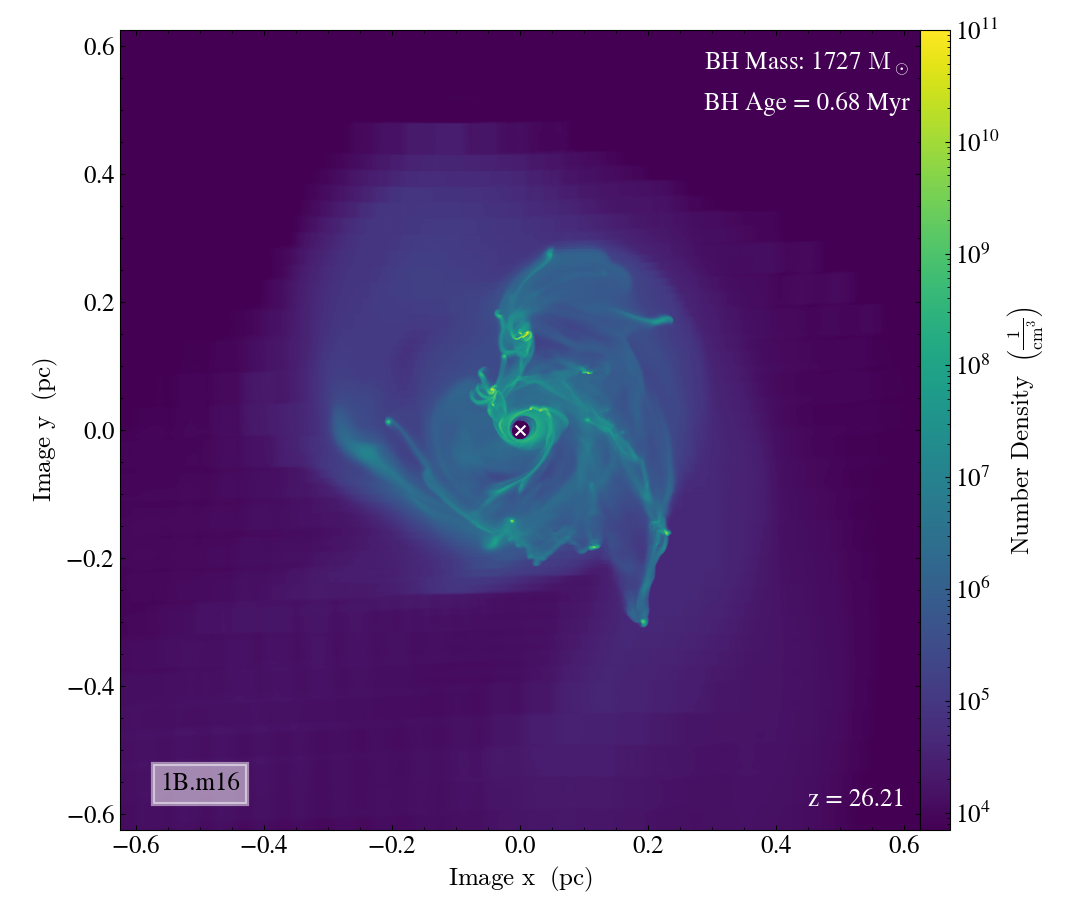 BH Mass: 1727 M☉
BH Age = 0.68 Myr
1B.m16
z = 26.21
0.6
0.4
0.2
0.0
−0.2
−0.4
−0.6
Image y (pc)
−0.6 −0.4 −0.2 0.0 0.2 0.4 0.6
Image x (pc)
10¹¹
10¹⁰
10⁹
10⁸
10⁷
10⁶
10⁵
10⁴
Number Density (1/cm³)